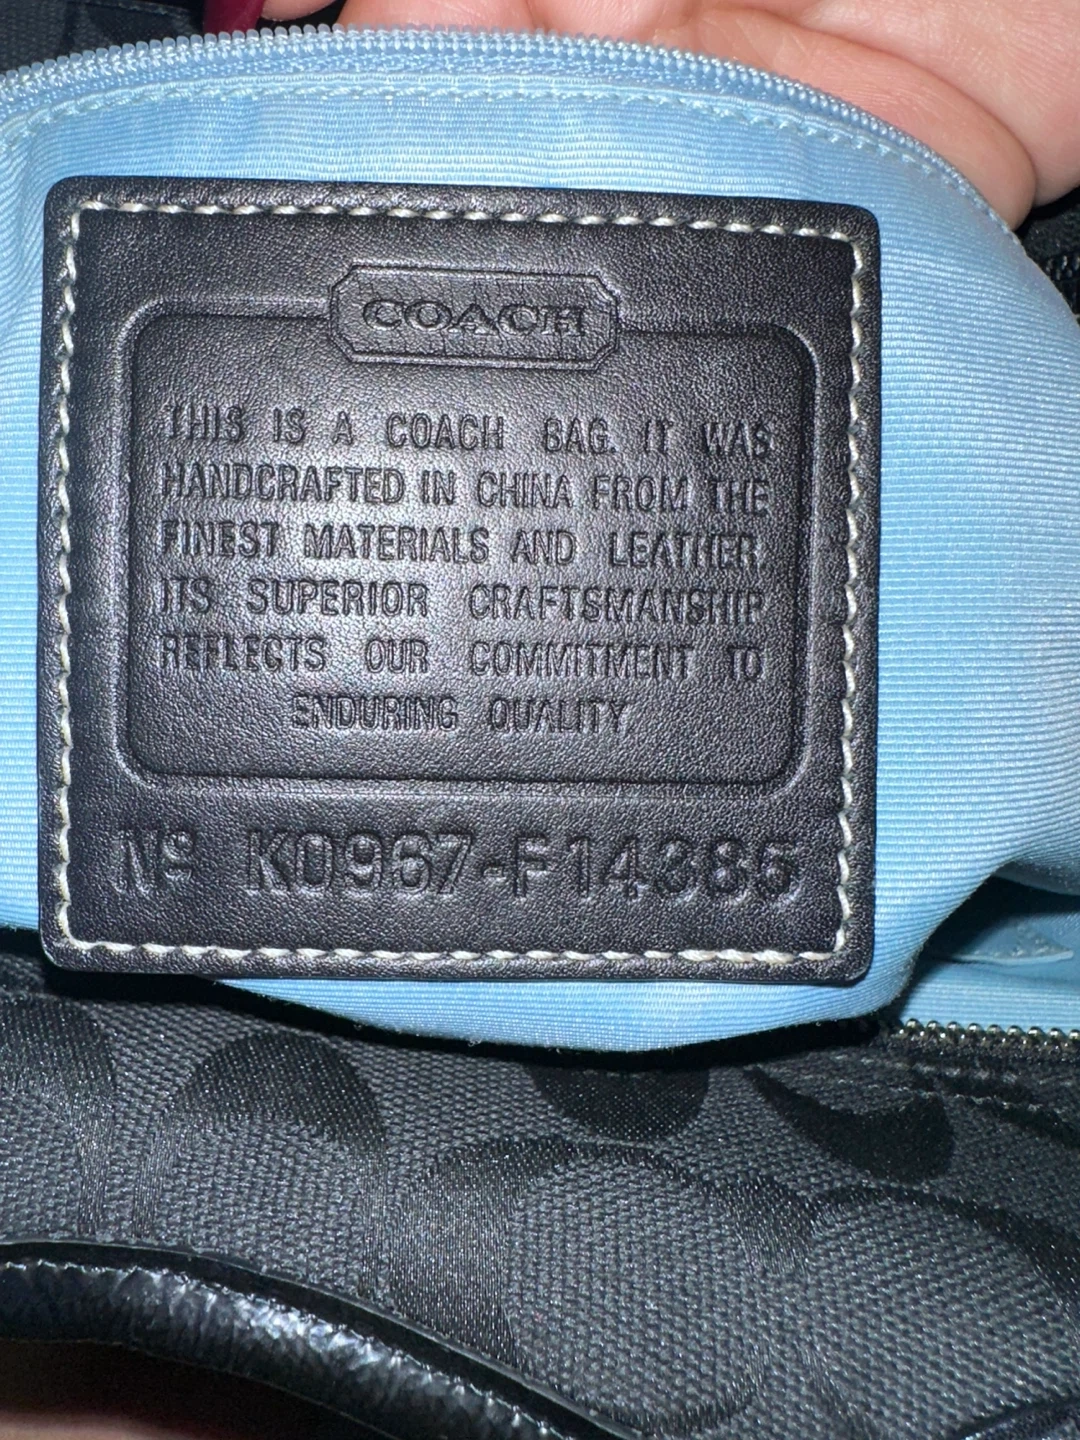 COACH
THIS IS A COACH BAG. IT WAS
HANDCRAFTED IN CHINA FROM THE
FINEST MATERIALS AND LEATHER.
ITS SUPERIOR CRAFTSMANSHIP
REFLECTS OUR COMMITMENT TO
ENDURING QUALITY
Nº K0967-F14385